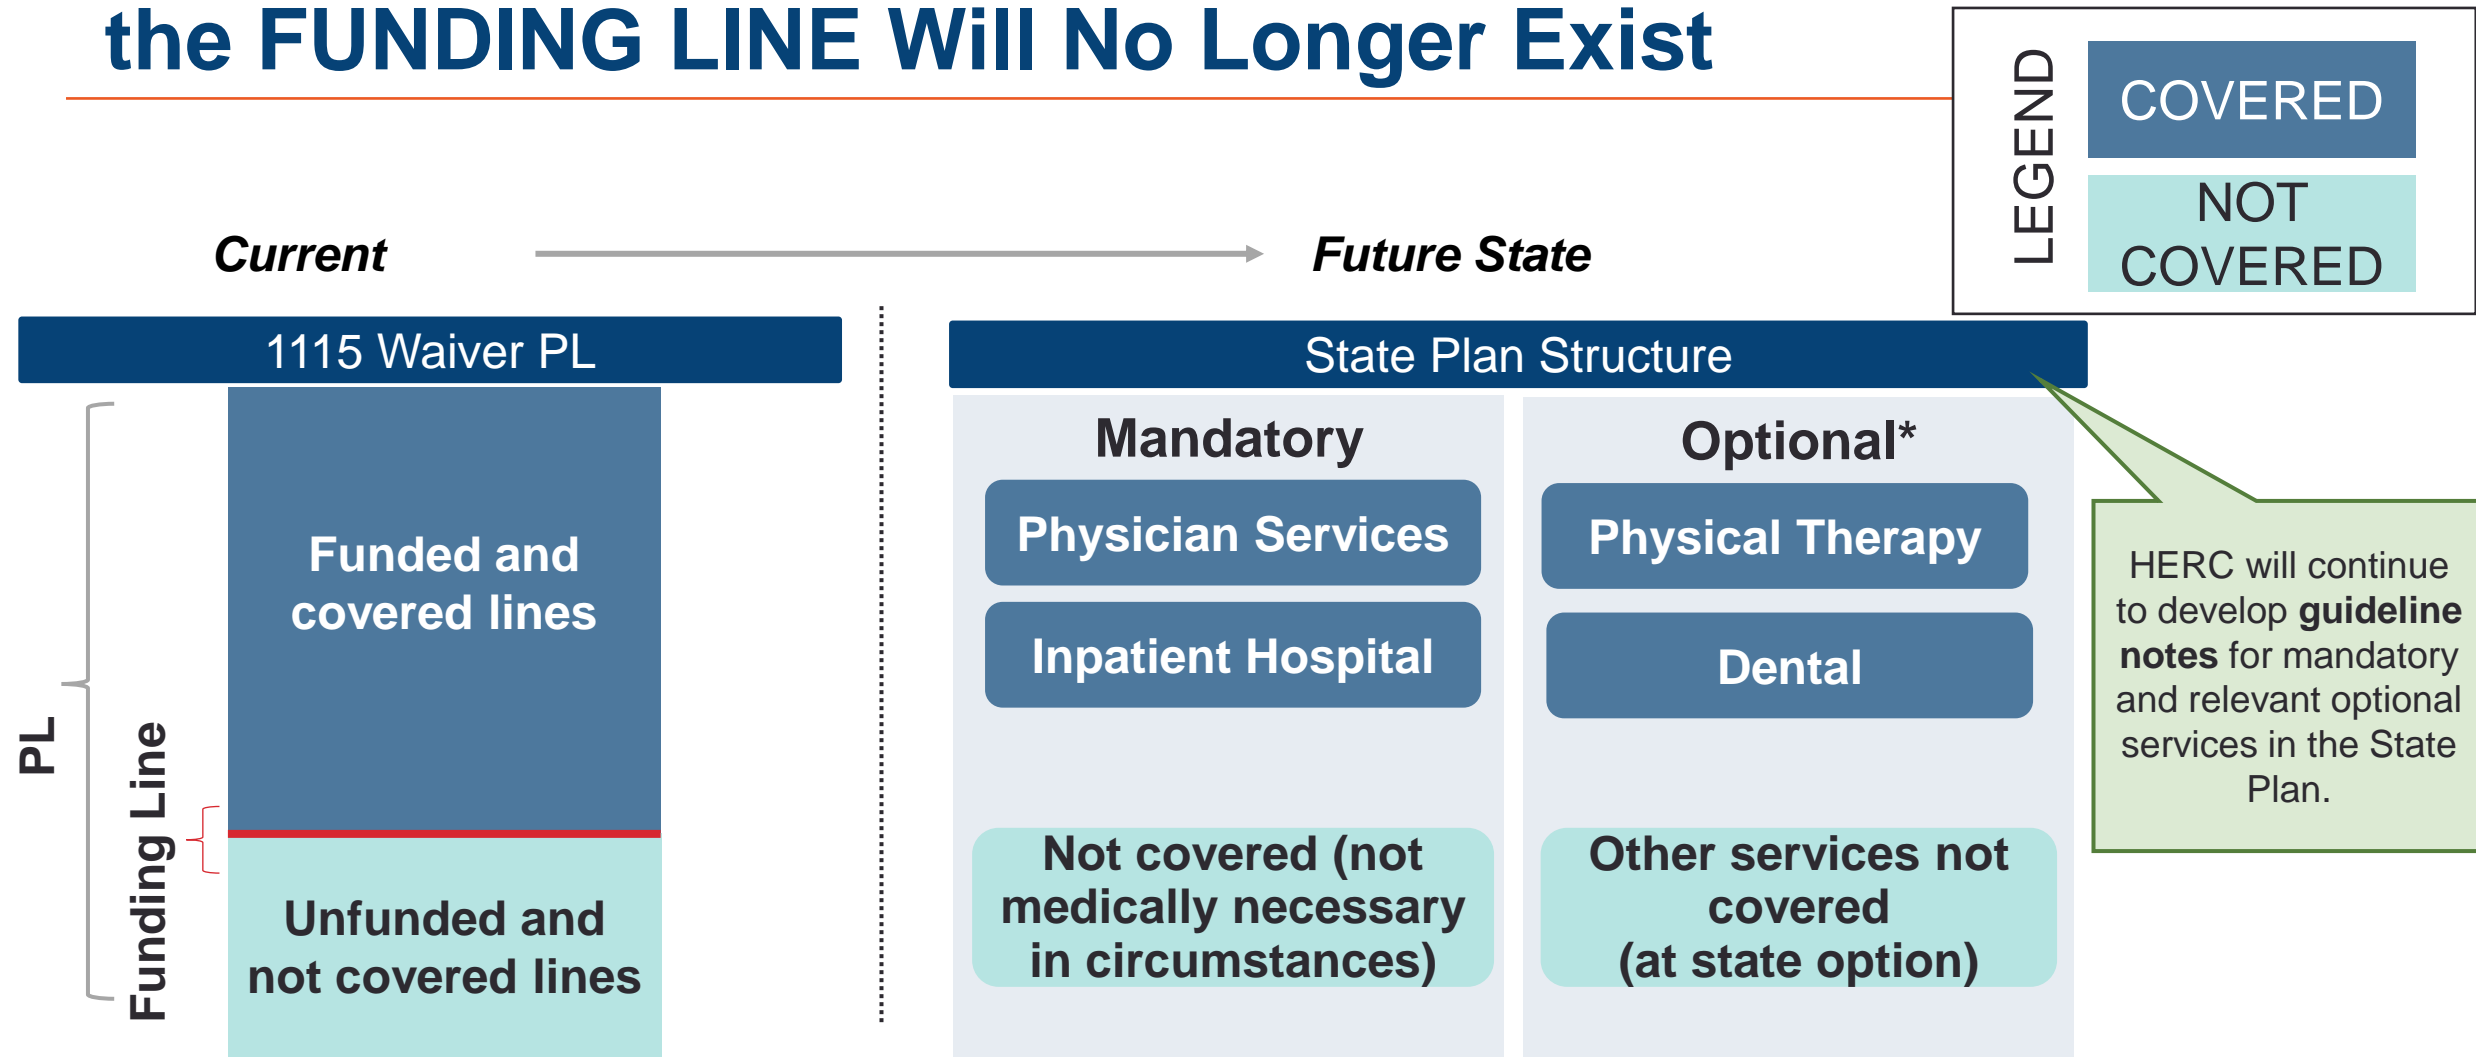 the FUNDING LINE Will No Longer Exist
LEGEND
COVERED
NOT
COVERED
Current
Future State
1115 Waiver PL
PL
Funding Line
Funded and
covered lines
Unfunded and
not covered lines
State Plan Structure
Mandatory
Physician Services
Inpatient Hospital
Not covered (not
medically necessary
in circumstances)
Optional*
Physical Therapy
Dental
Other services not
covered
(at state option)
HERC will continue
to develop guideline
notes for mandatory
and relevant optional
services in the State
Plan.